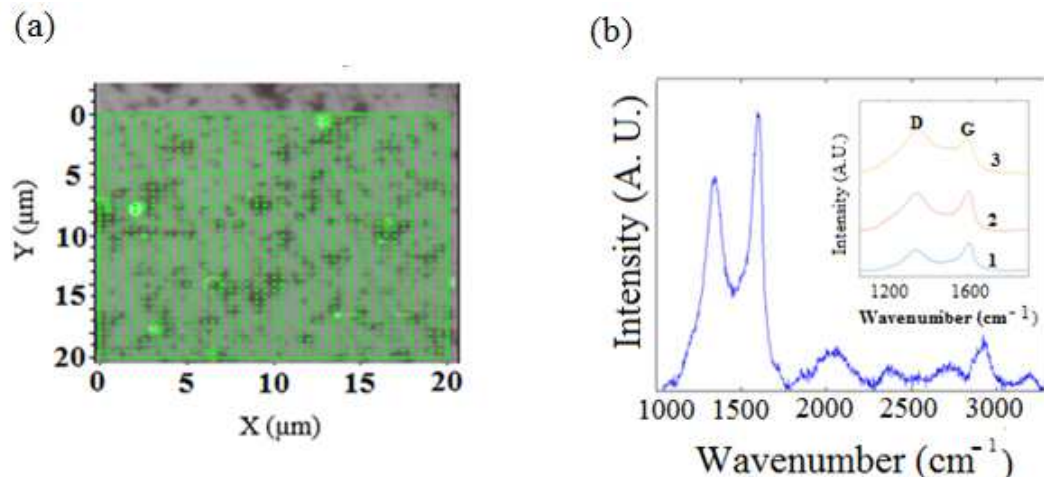 (a)
(b)
0
5
10
15
20
Y (μm)
0 5 10 15 20
X (μm)
Intensity (A. U.)
1000 1500 2000 2500 3000
Wavenumber (cm⁻¹)
D G
3
2
1
Intensity (A.U.)
1200 1600
Wavenumber (cm⁻¹)